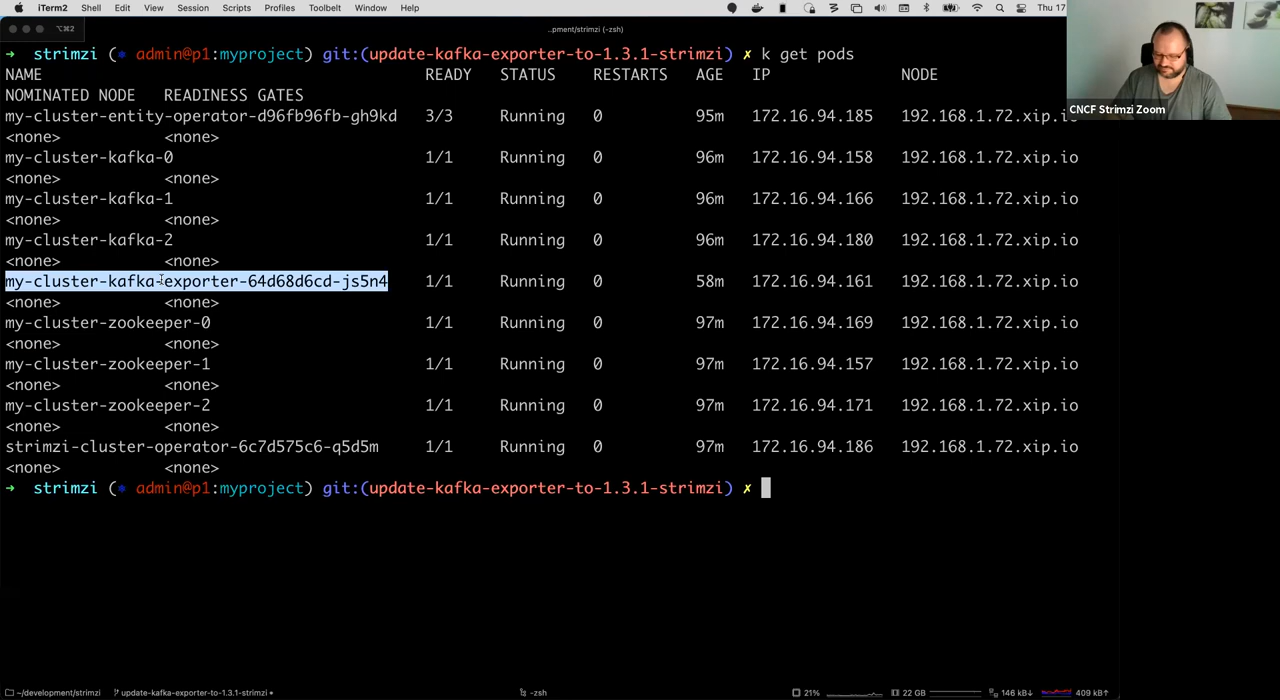 iTerm2 Shell Edit View Session Scripts Profiles Toolbelt Window Help Thu 17
⌥⌘2 ..pment/strimzi (-zsh)
→ strimzi (⎈ admin@p1:myproject) git:(update-kafka-exporter-to-1.3.1-strimzi) ✗ k get pods
NAME READY STATUS RESTARTS AGE IP NODE
NOMINATED NODE READINESS GATES
my-cluster-entity-operator-d96fb96fb-gh9kd 3/3 Running 0 95m 172.16.94.185 192.168.1.72.xip.io
<none> <none>
my-cluster-kafka-0 1/1 Running 0 96m 172.16.94.158 192.168.1.72.xip.io
<none> <none>
my-cluster-kafka-1 1/1 Running 0 96m 172.16.94.166 192.168.1.72.xip.io
<none> <none>
my-cluster-kafka-2 1/1 Running 0 96m 172.16.94.180 192.168.1.72.xip.io
<none> <none>
my-cluster-kafka-exporter-64d68d6cd-js5n4 1/1 Running 0 58m 172.16.94.161 192.168.1.72.xip.io
<none> <none>
my-cluster-zookeeper-0 1/1 Running 0 97m 172.16.94.169 192.168.1.72.xip.io
<none> <none>
my-cluster-zookeeper-1 1/1 Running 0 97m 172.16.94.157 192.168.1.72.xip.io
<none> <none>
my-cluster-zookeeper-2 1/1 Running 0 97m 172.16.94.171 192.168.1.72.xip.io
<none> <none>
strimzi-cluster-operator-6c7d575c6-q5d5m 1/1 Running 0 97m 172.16.94.186 192.168.1.72.xip.io
<none> <none>
→ strimzi (⎈ admin@p1:myproject) git:(update-kafka-exporter-to-1.3.1-strimzi) ✗
CNCF Strimzi Zoom
~/development/strimzi update-kafka-exporter-to-1.3.1-strimzi • -zsh 21% 22 GB 146 kB↓ 409 kB↑